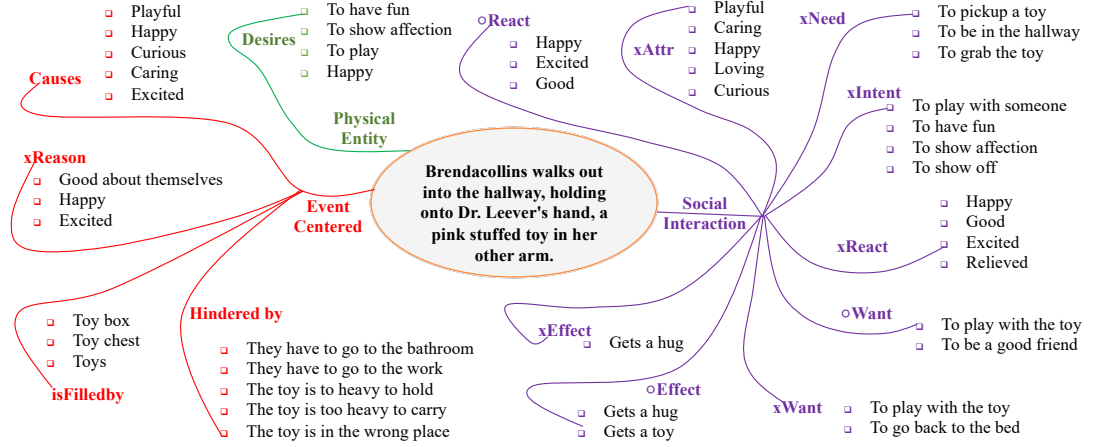 Causes
Playful
Happy
Curious
Caring
Excited
Desires
To have fun
To show affection
To play
Happy
Physical
Entity
xReason
Good about themselves
Happy
Excited
Event
Centered
isFilledby
Toy box
Toy chest
Toys
Hindered by
They have to go to the bathroom
They have to go to the work
The toy is to heavy to hold
The toy is too heavy to carry
The toy is in the wrong place
Brendacollins walks out
into the hallway, holding
onto Dr. Leever's hand, a
pink stuffed toy in her
other arm.
Social
Interaction
oReact
Happy
Excited
Good
xAttr
Playful
Caring
Happy
Loving
Curious
xNeed
To pickup a toy
To be in the hallway
To grab the toy
xIntent
To play with someone
To have fun
To show affection
To show off
xReact
Happy
Good
Excited
Relieved
oWant
To play with the toy
To be a good friend
xWant
To play with the toy
To go back to the bed
xEffect
Gets a hug
oEffect
Gets a hug
Gets a toy